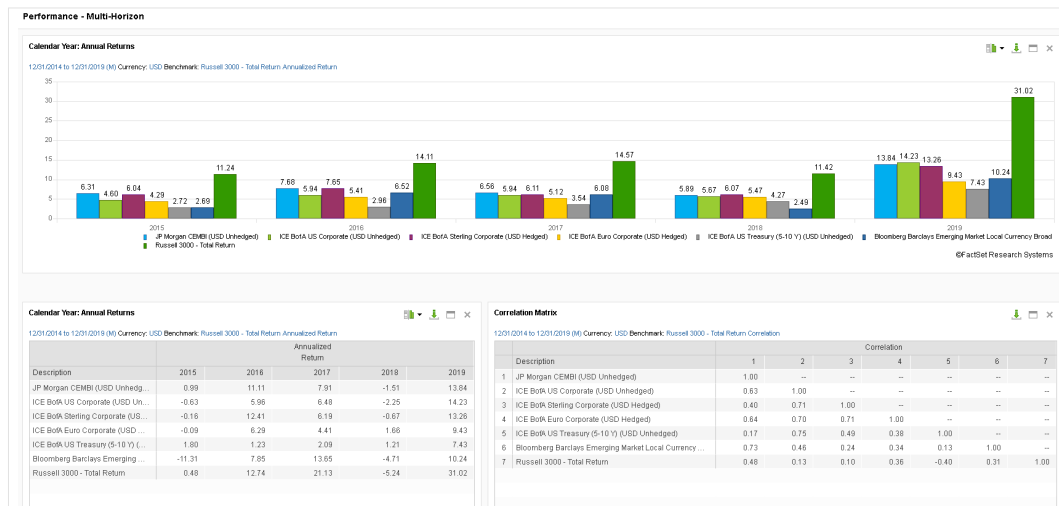 Performance - Multi-Horizon
Calendar Year: Annual Returns
12/31/2014 to 12/31/2019 (M) Currency: USD Benchmark: Russell 3000 - Total Return Annualized Return
35
30
25
20
15
10
5
0
6.31 4.60 6.04 4.29 2.72 2.69 11.24
7.68 5.94 7.65 5.41 2.96 6.52 14.11
6.56 5.94 6.11 5.12 3.54 6.08 14.57
5.89 5.67 6.07 5.47 4.27 2.49 11.42
13.84 14.23 13.26 9.43 7.43 10.24 31.02
2015 2016 2017 2018 2019
JP Morgan CEMBI (USD Unhedged) ICE BofA US Corporate (USD Unhedged) ICE BofA Sterling Corporate (USD Hedged) ICE BofA Euro Corporate (USD Hedged) ICE BofA US Treasury (5-10 Y) (USD Unhedged) Bloomberg Barclays Emerging Market Local Currency Broad
Russell 3000 - Total Return
©FactSet Research Systems
Calendar Year: Annual Returns
12/31/2014 to 12/31/2019 (M) Currency: USD Benchmark: Russell 3000 - Total Return Annualized Return
Annualized
Return
Description 2015 2016 2017 2018 2019
JP Morgan CEMBI (USD Unhedg... 0.99 11.11 7.91 -1.51 13.84
ICE BofA US Corporate (USD Un... -0.63 5.96 6.48 -2.25 14.23
ICE BofA Sterling Corporate (US... -0.16 12.41 6.19 -0.67 13.26
ICE BofA Euro Corporate (USD ... -0.09 6.29 4.41 1.66 9.43
ICE BofA US Treasury (5-10 Y) (... 1.80 1.23 2.09 1.21 7.43
Bloomberg Barclays Emerging ... -11.31 7.85 13.65 -4.71 10.24
Russell 3000 - Total Return 0.48 12.74 21.13 -5.24 31.02
Correlation Matrix
12/31/2014 to 12/31/2019 (M) Currency: USD Benchmark: Russell 3000 - Total Return Correlation
Correlation
Description 1 2 3 4 5 6 7
1 JP Morgan CEMBI (USD Unhedged) 1.00 -- -- -- -- -- --
2 ICE BofA US Corporate (USD Unhedged) 0.63 1.00 -- -- -- -- --
3 ICE BofA Sterling Corporate (USD Hedged) 0.40 0.71 1.00 -- -- -- --
4 ICE BofA Euro Corporate (USD Hedged) 0.64 0.70 0.71 1.00 -- -- --
5 ICE BofA US Treasury (5-10 Y) (USD Unhedged) 0.17 0.75 0.49 0.38 1.00 -- --
6 Bloomberg Barclays Emerging Market Local Currency ... 0.73 0.46 0.24 0.34 0.13 1.00 --
7 Russell 3000 - Total Return 0.48 0.13 0.10 0.36 -0.40 0.31 1.00